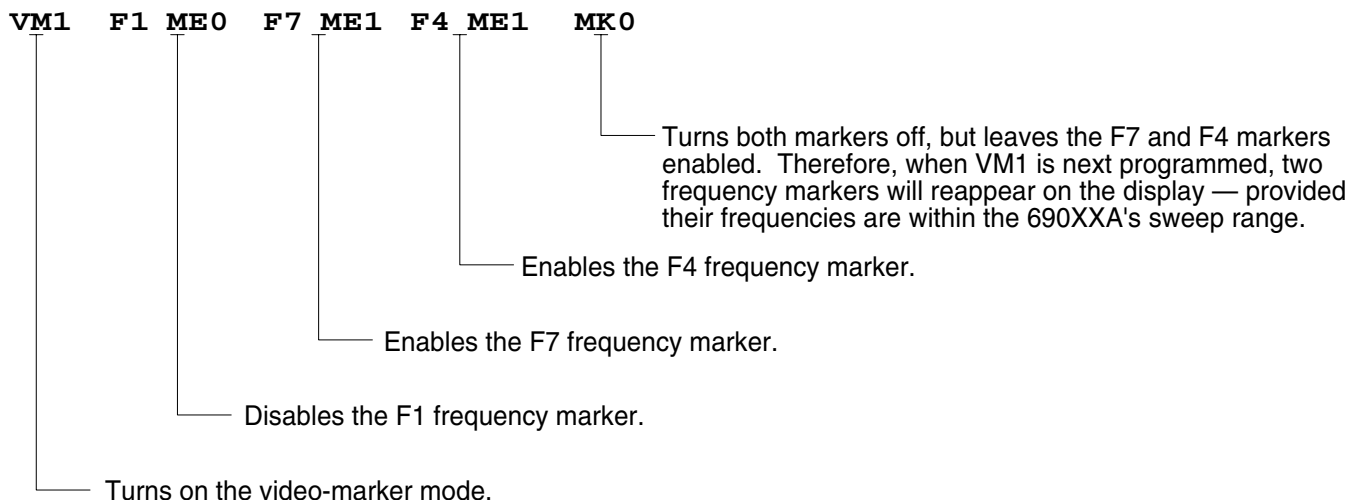 VM1 F1 ME0 F7 ME1 F4 ME1 MK0
Turns both markers off, but leaves the F7 and F4 markers
enabled. Therefore, when VM1 is next programmed, two
frequency markers will reappear on the display — provided
their frequencies are within the 690XXA's sweep range.
Enables the F4 frequency marker.
Enables the F7 frequency marker.
Disables the F1 frequency marker.
Turns on the video-marker mode.